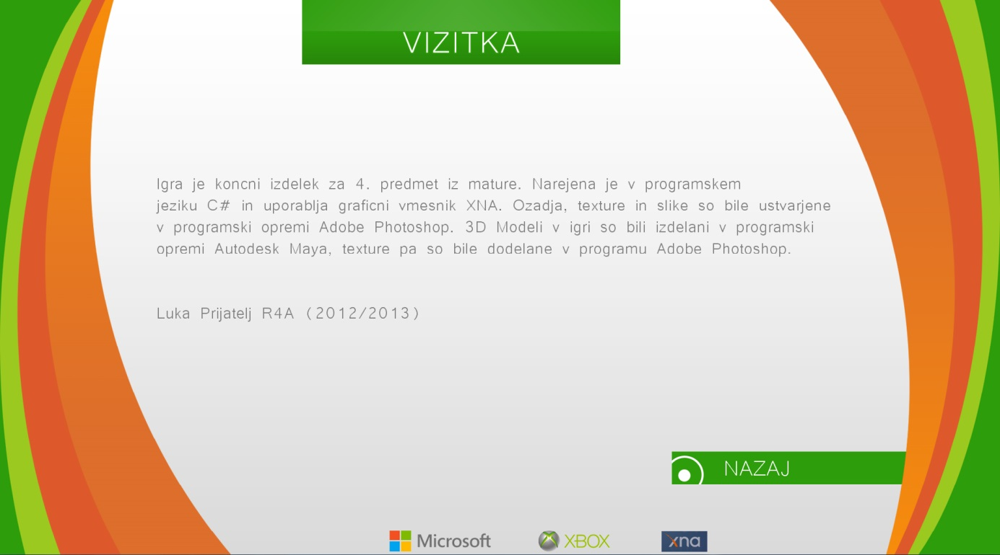 VIZITKA
Igra je koncni izdelek za 4. predmet iz mature. Narejena je v programskem
jeziku C# in uporablja graficni vmesnik XNA. Ozadja, texture in slike so bile ustvarjene
v programski opremi Adobe Photoshop. 3D Modeli v igri so bili izdelani v programski
opremi Autodesk Maya, texture pa so bile dodelane v programu Adobe Photoshop.
Luka Prijatelj R4A (2012/2013)
NAZAJ
Microsoft XBOX xna